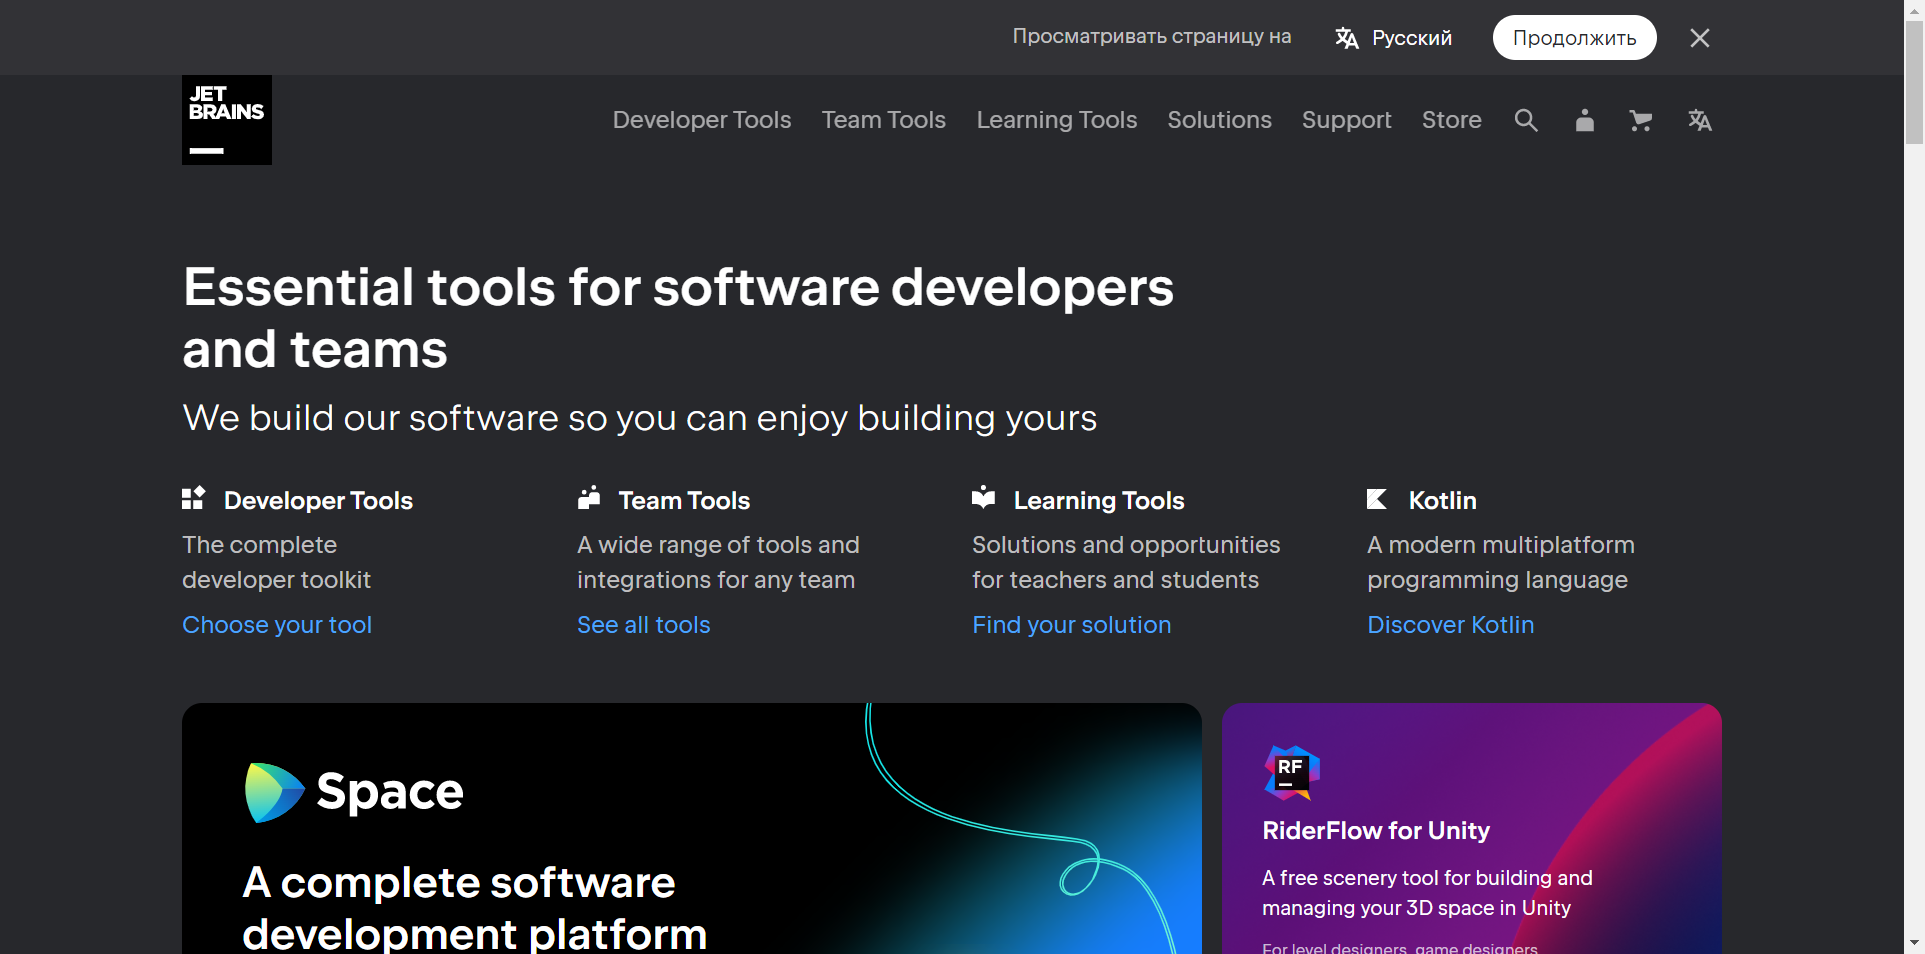 Просматривать страницу на Русский Продолжить
JET
BRAINS
Developer Tools Team Tools Learning Tools Solutions Support Store
Essential tools for software developers
and teams
We build our software so you can enjoy building yours
Developer Tools
The complete
developer toolkit
Choose your tool
Team Tools
A wide range of tools and
integrations for any team
See all tools
Learning Tools
Solutions and opportunities
for teachers and students
Find your solution
Kotlin
A modern multiplatform
programming language
Discover Kotlin
Space
A complete software
development platform
RF
RiderFlow for Unity
A free scenery tool for building and
managing your 3D space in Unity
For level designers, game designers